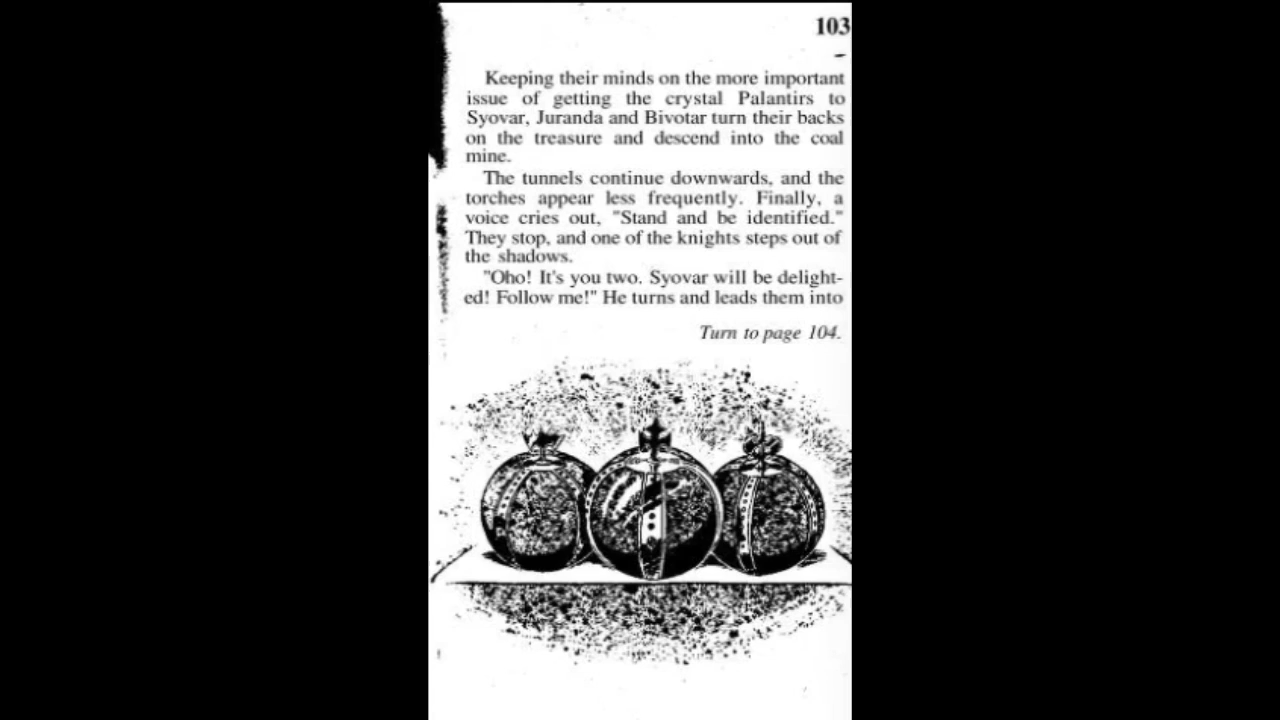 103
Keeping their minds on the more important
issue of getting the crystal Palantirs to
Syovar, Juranda and Bivotar turn their backs
on the treasure and descend into the coal
mine.
The tunnels continue downwards, and the
torches appear less frequently. Finally, a
voice cries out, "Stand and be identified."
They stop, and one of the knights steps out of
the shadows.
"Oho! It's you two. Syovar will be delight-
ed! Follow me!" He turns and leads them into
Turn to page 104.